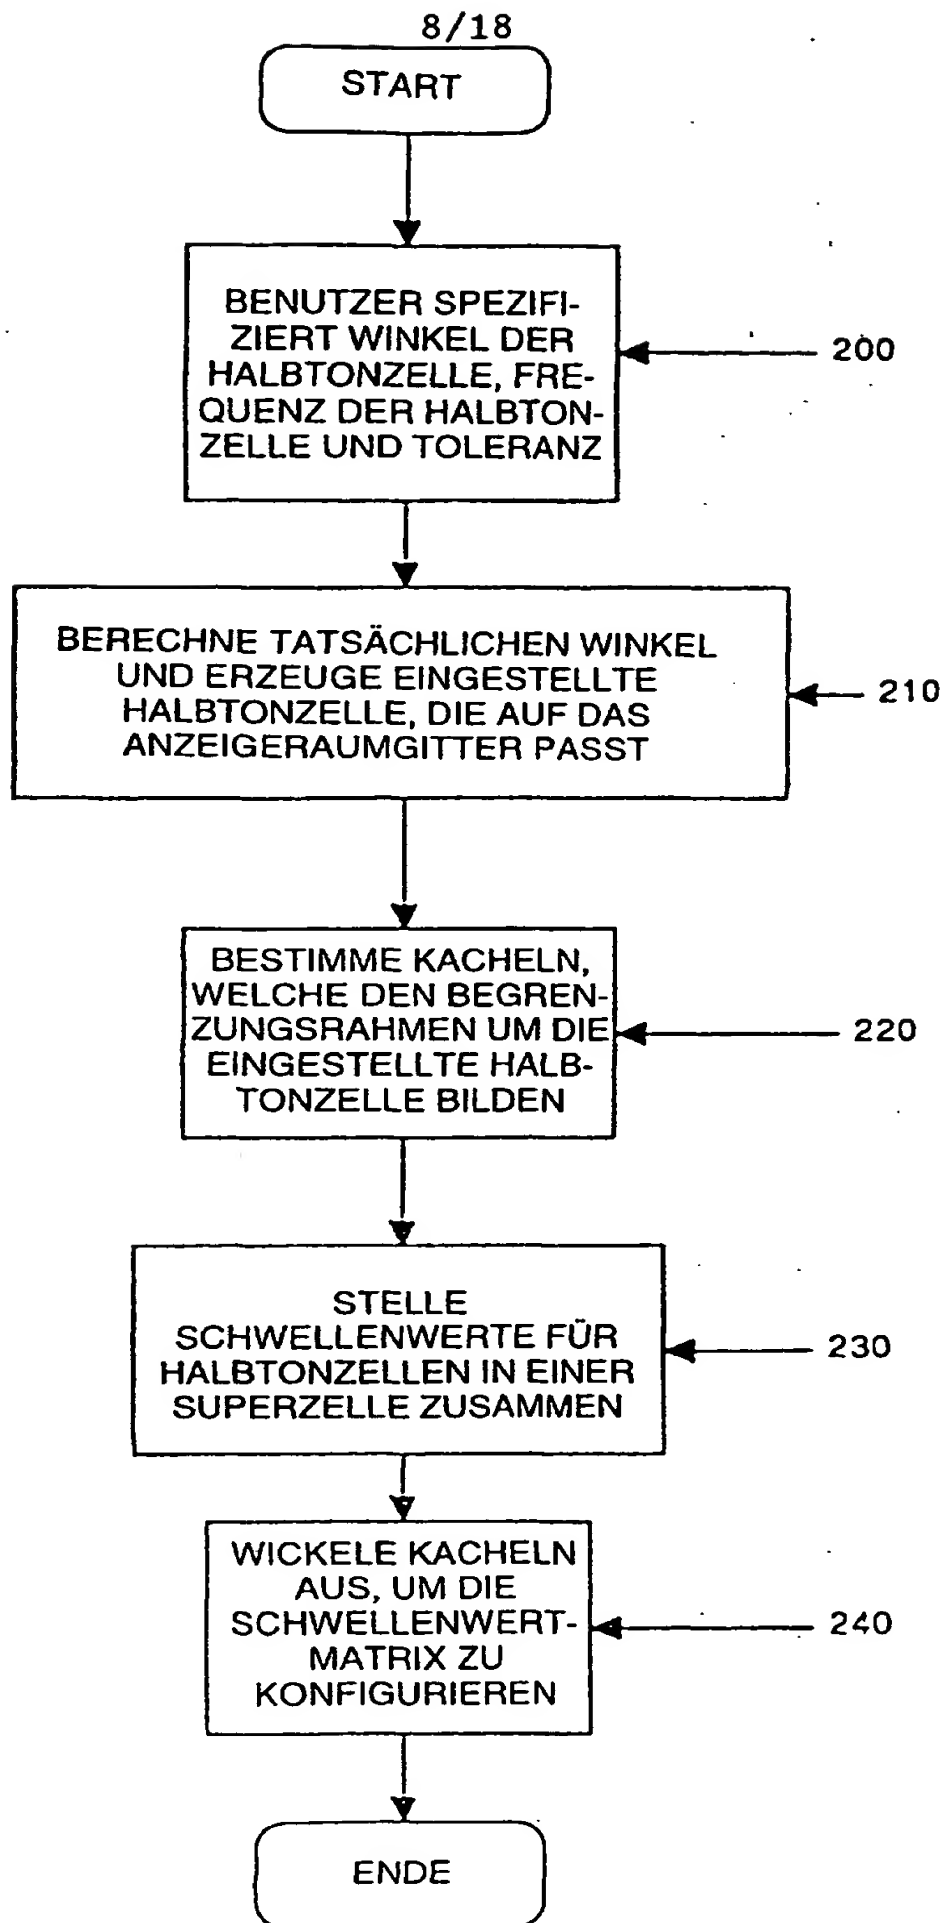 8/18
START
BENUTZER SPEZIFI-
ZIERT WINKEL DER
HALBTONZELLE, FRE-
QUENZ DER HALBTON-
ZELLE UND TOLERANZ
200
BERECHNE TATSÄCHLICHEN WINKEL
UND ERZEUGE EINGESTELLTE
HALBTONZELLE, DIE AUF DAS
ANZEIGERAUMGITTER PASST
210
BESTIMME KACHELN,
WELCHE DEN BEGREN-
ZUNGSRAHMEN UM DIE
EINGESTELLTE HALB-
TONZELLE BILDEN
220
STELLE
SCHWELLENWERTE FÜR
HALBTONZELLEN IN EINER
SUPERZELLE ZUSAMMEN
230
WICKELE KACHELN
AUS, UM DIE
SCHWELLENWERT-
MATRIX ZU
KONFIGURIEREN
240
ENDE